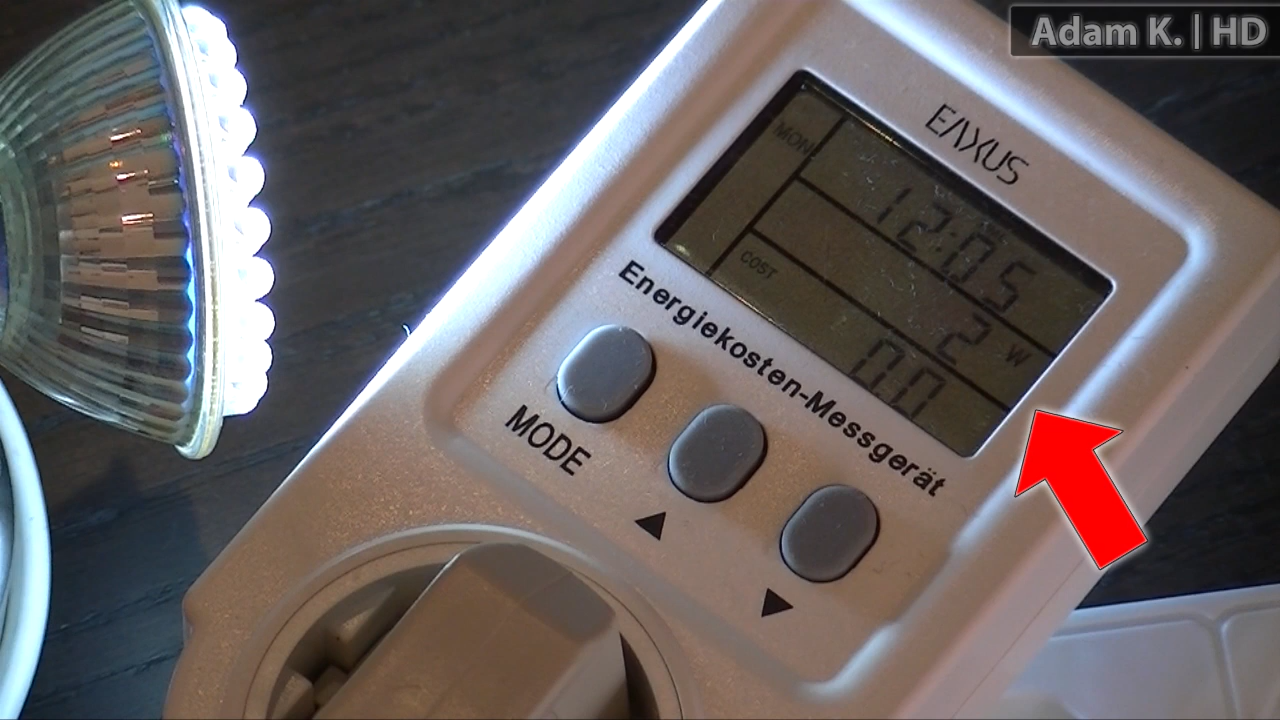 Adam K. | HD
EAXUS
MON
12:05
2 W
COST
0.0
Energiekosten-Messgerät
MODE